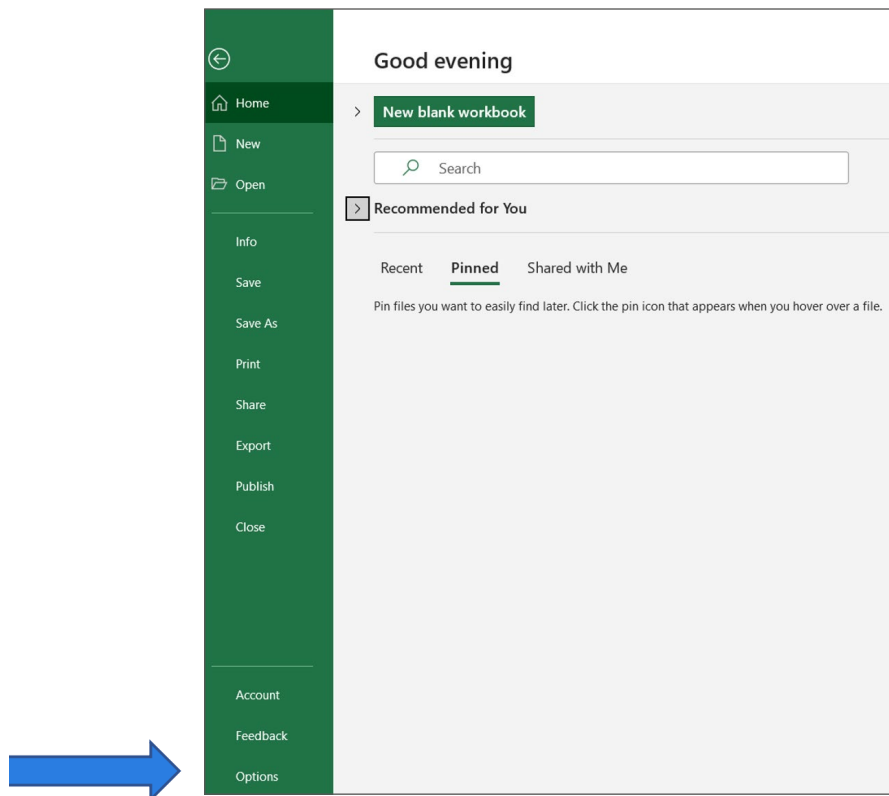 Good evening
Home
New
Open
Info
Save
Save As
Print
Share
Export
Publish
Close
Account
Feedback
Options
New blank workbook
Search
Recommended for You
Recent Pinned Shared with Me
Pin files you want to easily find later. Click the pin icon that appears when you hover over a file.